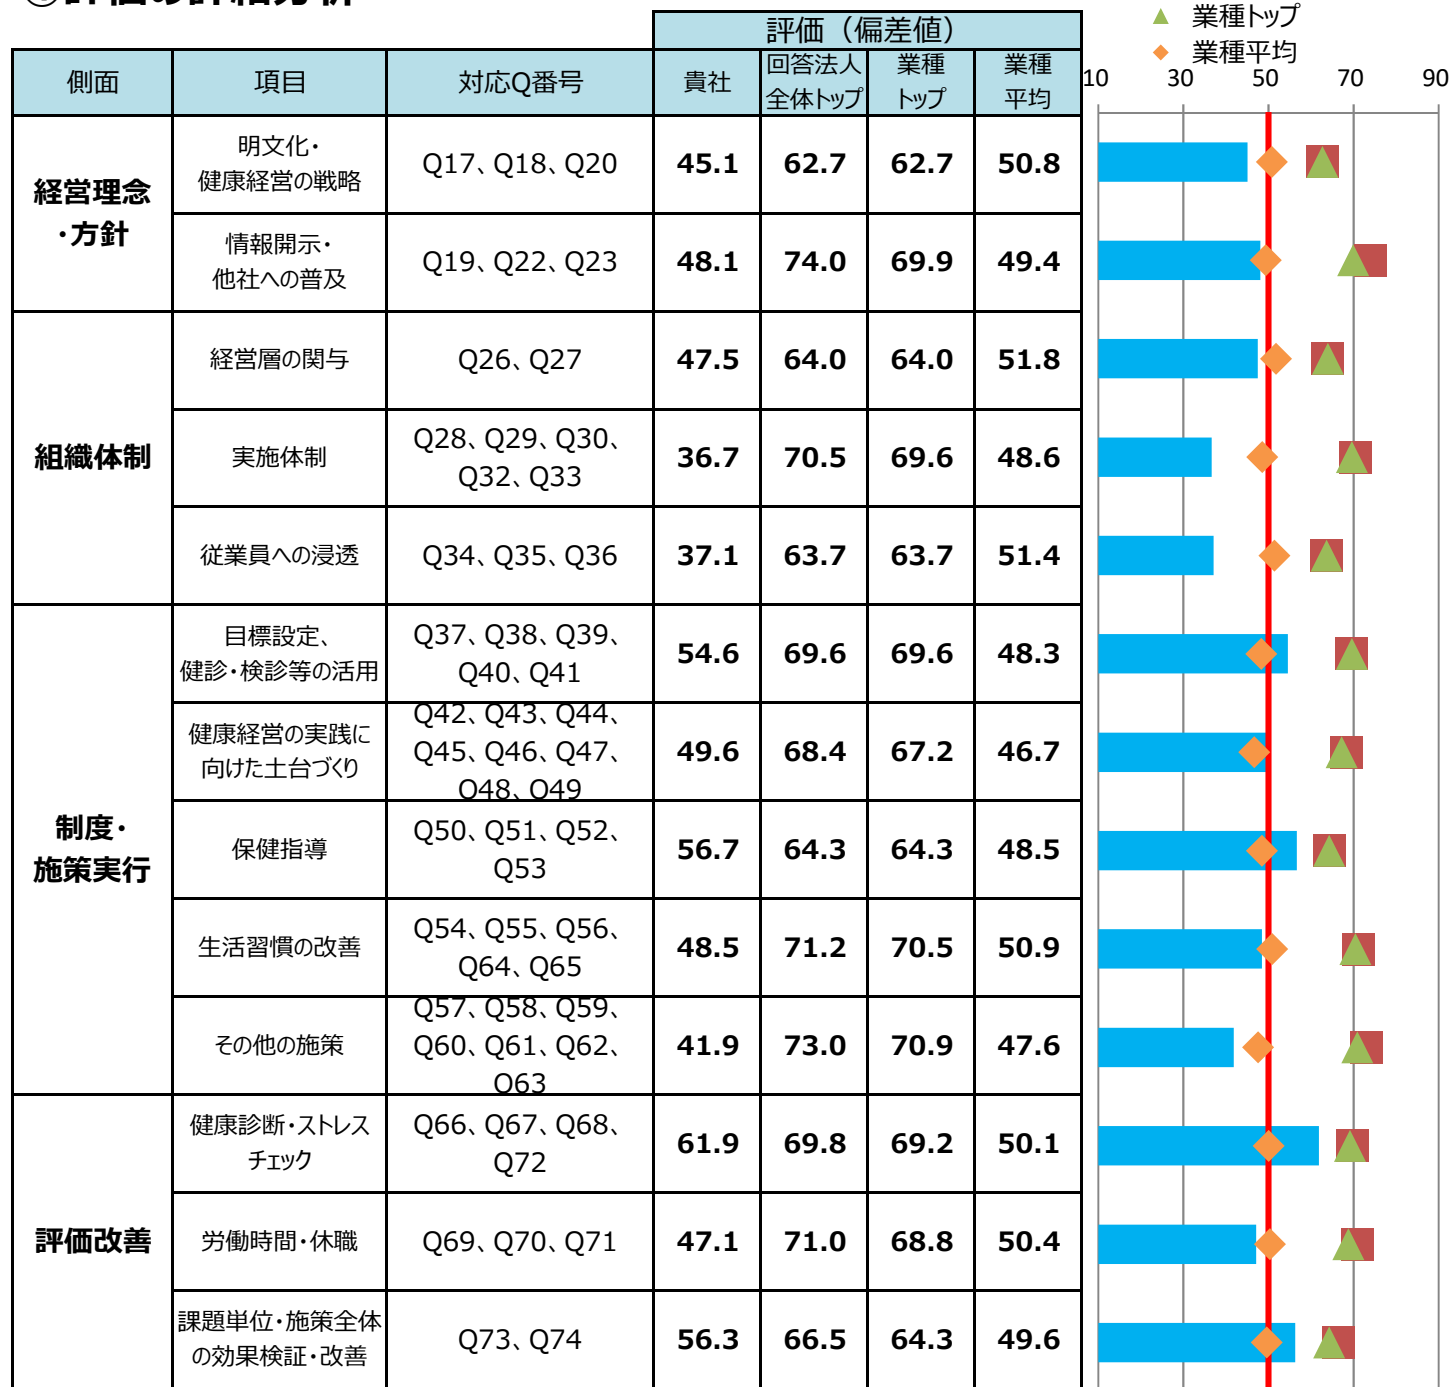 ①評価の詳細分析
▲ 業種トップ
◆ 業種平均
評価（偏差値）
側面 項目 対応Q番号 貴社 回答法人全体トップ 業種トップ 業種平均
10 30 50 70 90
経営理念・方針
明文化・健康経営の戦略 Q17、Q18、Q20 45.1 62.7 62.7 50.8
情報開示・他社への普及 Q19、Q22、Q23 48.1 74.0 69.9 49.4
組織体制
経営層の関与 Q26、Q27 47.5 64.0 64.0 51.8
実施体制 Q28、Q29、Q30、Q32、Q33 36.7 70.5 69.6 48.6
従業員への浸透 Q34、Q35、Q36 37.1 63.7 63.7 51.4
制度・施策実行
目標設定、健診・検診等の活用 Q37、Q38、Q39、Q40、Q41 54.6 69.6 69.6 48.3
健康経営の実践に向けた土台づくり Q42、Q43、Q44、Q45、Q46、Q47、Q48、Q49 49.6 68.4 67.2 46.7
保健指導 Q50、Q51、Q52、Q53 56.7 64.3 64.3 48.5
生活習慣の改善 Q54、Q55、Q56、Q64、Q65 48.5 71.2 70.5 50.9
その他の施策 Q57、Q58、Q59、Q60、Q61、Q62、Q63 41.9 73.0 70.9 47.6
評価改善
健康診断・ストレスチェック Q66、Q67、Q68、Q72 61.9 69.8 69.2 50.1
労働時間・休職 Q69、Q70、Q71 47.1 71.0 68.8 50.4
課題単位・施策全体の効果検証・改善 Q73、Q74 56.3 66.5 64.3 49.6